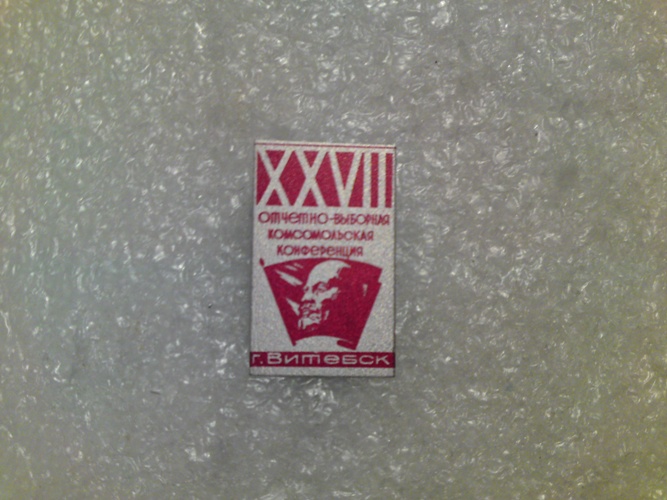 XXVIII
ОТЧЕТНО-ВЫБОРНАЯ
КОМСОМОЛЬСКАЯ
КОНФЕРЕНЦИЯ
г. Витебск